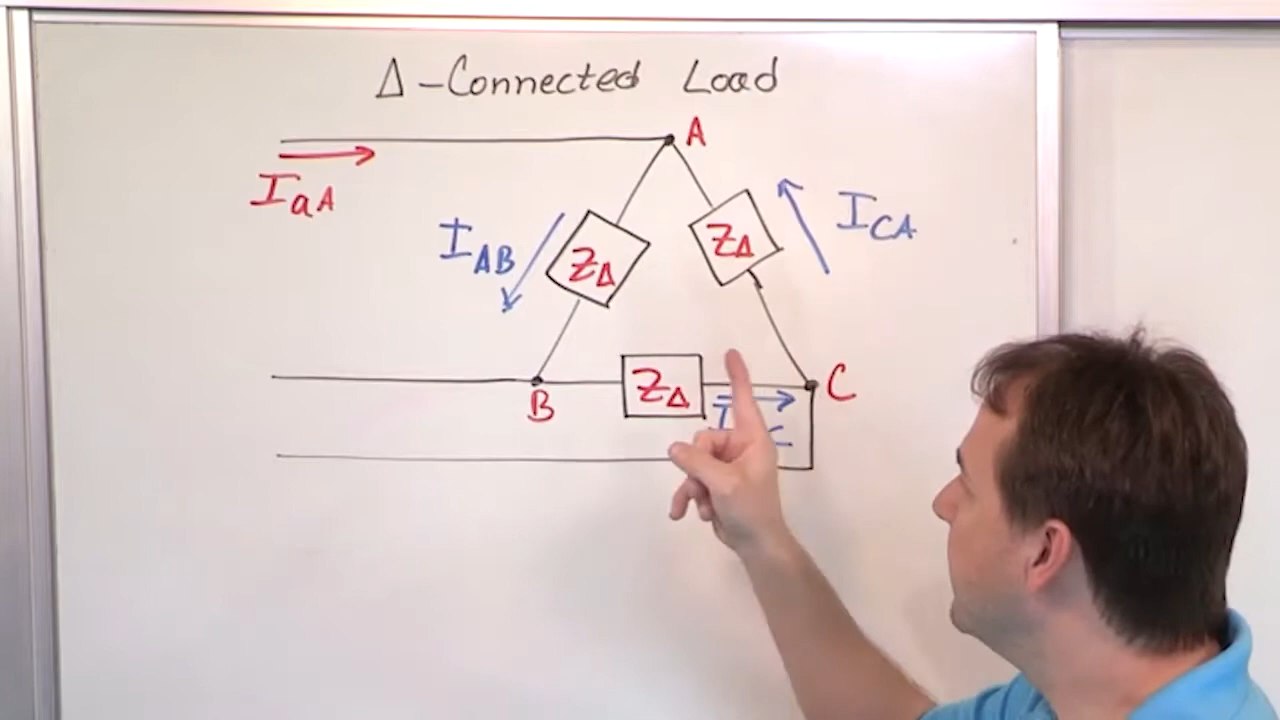 Δ-Connected Load
A
IaA
IAB
ZΔ
ZΔ
ICA
B
ZΔ
C